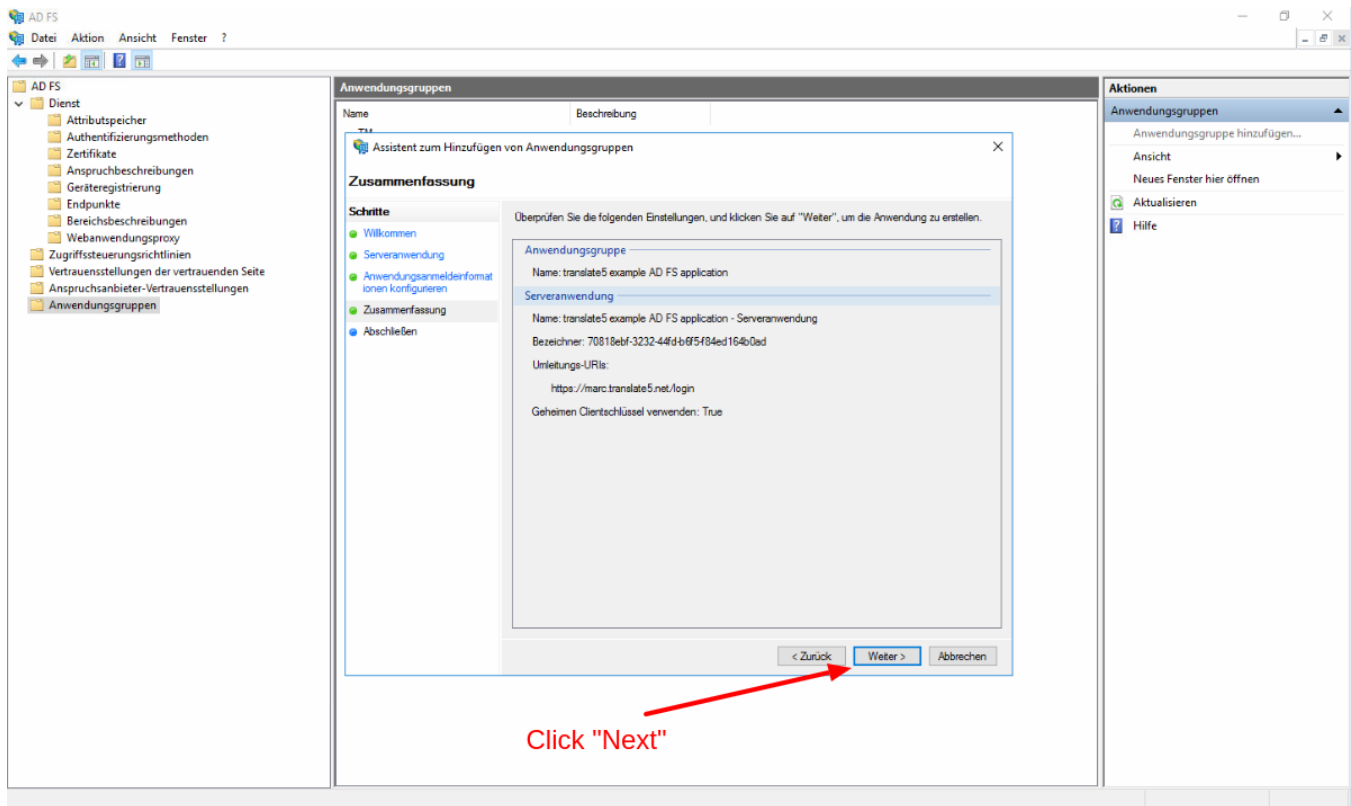 AD FS
Datei Aktion Ansicht Fenster ?
AD FS
Dienst
Attributspeicher
Authentifizierungsmethoden
Zertifikate
Anspruchbeschreibungen
Geräteregistrierung
Endpunkte
Bereichsbeschreibungen
Webanwendungsproxy
Zugriffssteuerungsrichtlinien
Vertrauensstellungen der vertrauenden Seite
Anspruchsanbieter-Vertrauensstellungen
Anwendungsgruppen
Anwendungsgruppen
Name Beschreibung
Assistent zum Hinzufügen von Anwendungsgruppen
Zusammenfassung
Schritte
Willkommen
Serveranwendung
Anwendungsanmeldeinformat
ionen konfigurieren
Zusammenfassung
Abschließen
Überprüfen Sie die folgenden Einstellungen, und klicken Sie auf "Weiter", um die Anwendung zu erstellen.
Anwendungsgruppe
Name: translate5 example AD FS application
Serveranwendung
Name: translate5 example AD FS application - Serveranwendung
Bezeichner: 70818ebf-3232-44fd-b6f5-f84ed164b0ad
Umleitungs-URIs:
https://marc.translate5.net/login
Geheimen Clientschlüssel verwenden: True
< Zurück Weiter > Abbrechen
Click "Next"
Aktionen
Anwendungsgruppen
Anwendungsgruppe hinzufügen...
Ansicht
Neues Fenster hier öffnen
Aktualisieren
Hilfe